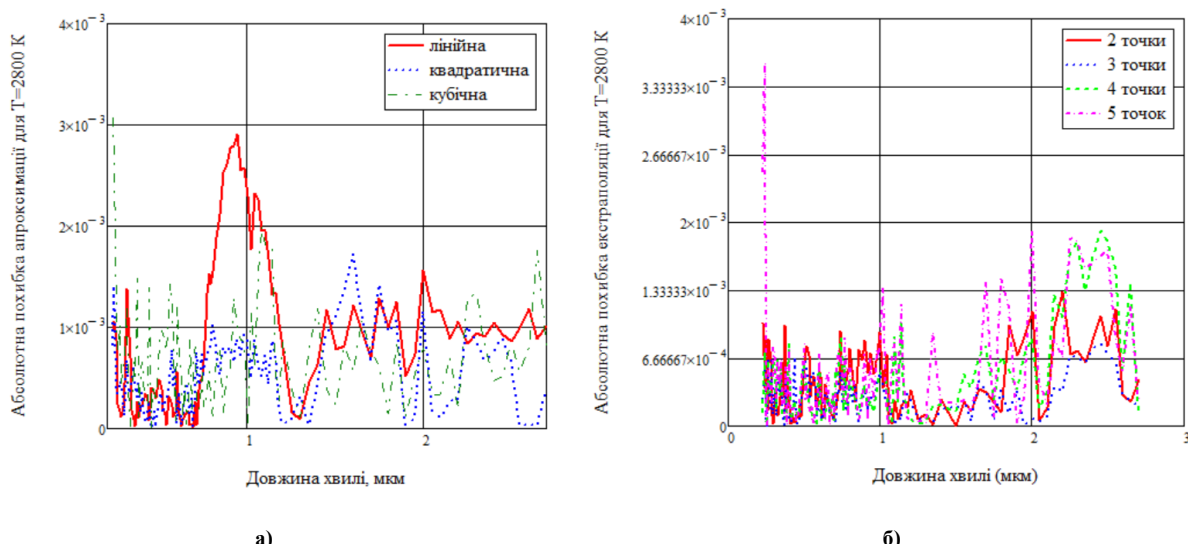 Абсолютна похибка апроксимації для Т=2800 К
4×10⁻³
3×10⁻³
2×10⁻³
1×10⁻³
0
1
2
лінійна
квадратична
кубічна
Довжина хвилі, мкм
а)
Абсолютна похибка екстраполяції для Т=2800 К
4×10⁻³
3.33333×10⁻³
2.66667×10⁻³
2×10⁻³
1.33333×10⁻³
6.66667×10⁻⁴
0
0
1
2
3
2 точки
3 точки
4 точки
5 точок
Довжина хвилі (мкм)
б)